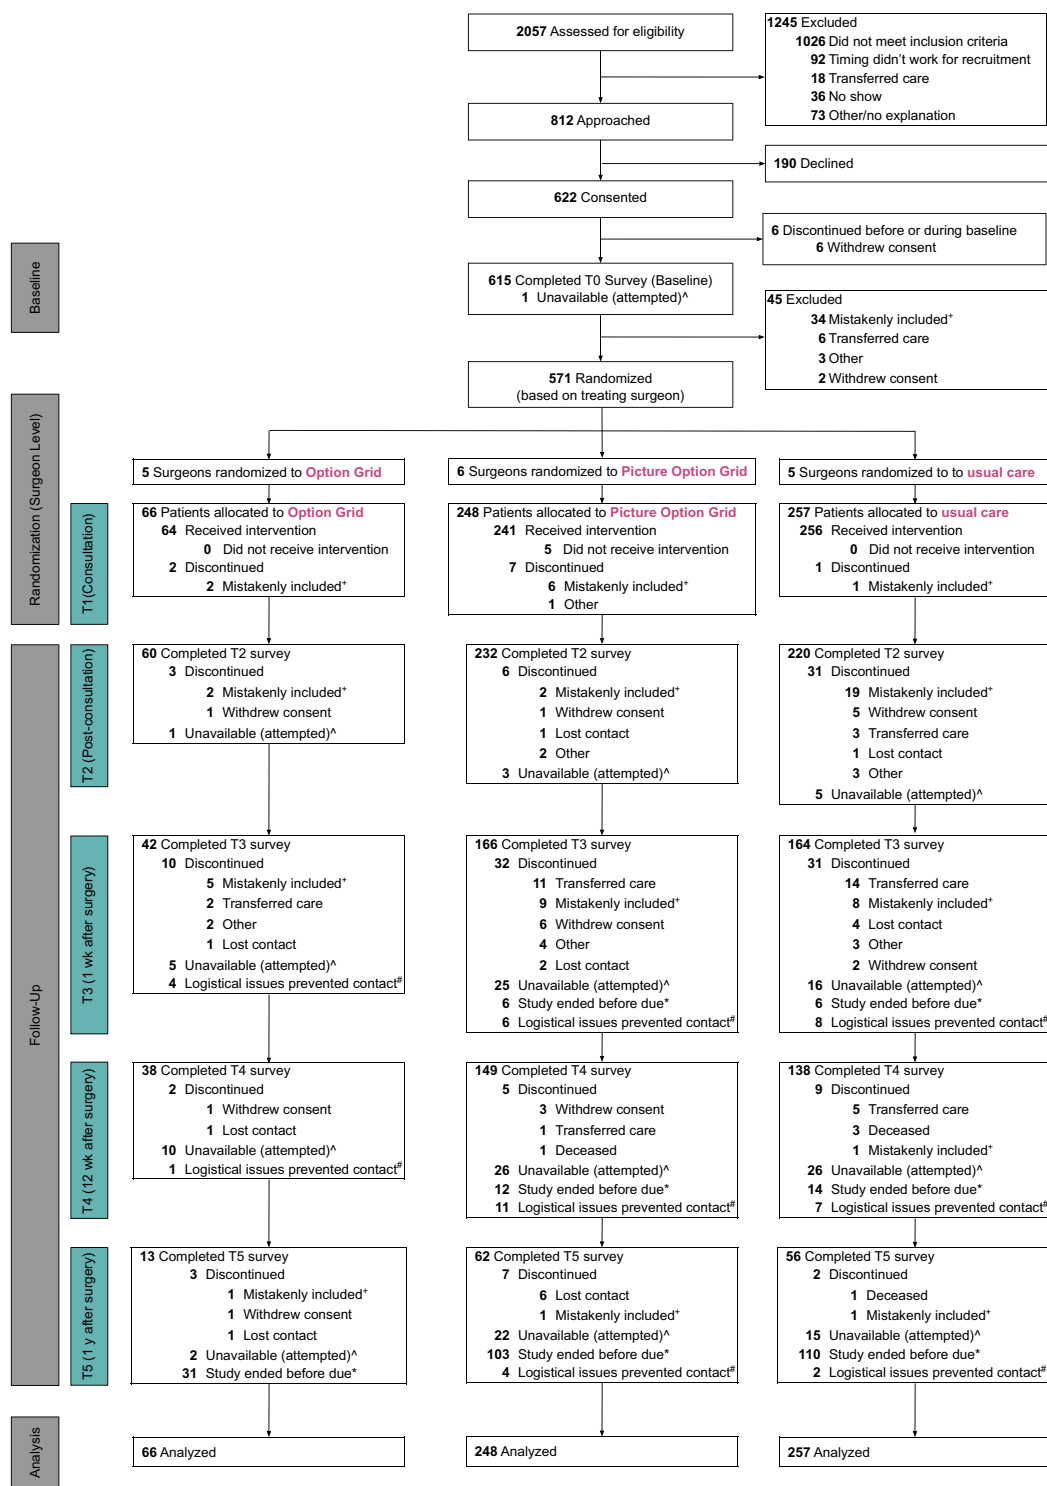 2057 Assessed for eligibility
1245 Excluded
1026 Did not meet inclusion criteria
92 Timing didn't work for recruitment
18 Transferred care
36 No show
73 Other/no explanation
812 Approached
190 Declined
622 Consented
6 Discontinued before or during baseline
6 Withdrew consent
Baseline
615 Completed T0 Survey (Baseline)
1 Unavailable (attempted)^
45 Excluded
34 Mistakenly included+
6 Transferred care
3 Other
2 Withdrew consent
571 Randomized
(based on treating surgeon)
Randomization (Surgeon Level)
5 Surgeons randomized to Option Grid
6 Surgeons randomized to Picture Option Grid
5 Surgeons randomized to to usual care
T1(Consultation)
66 Patients allocated to Option Grid
64 Received intervention
0 Did not receive intervention
2 Discontinued
2 Mistakenly included+
248 Patients allocated to Picture Option Grid
241 Received intervention
5 Did not receive intervention
7 Discontinued
6 Mistakenly included+
1 Other
257 Patients allocated to usual care
256 Received intervention
0 Did not receive intervention
1 Discontinued
1 Mistakenly included+
Follow-Up
T2 (Post-consultation)
60 Completed T2 survey
3 Discontinued
2 Mistakenly included+
1 Withdrew consent
1 Unavailable (attempted)^
232 Completed T2 survey
6 Discontinued
2 Mistakenly included+
1 Withdrew consent
1 Lost contact
2 Other
3 Unavailable (attempted)^
220 Completed T2 survey
31 Discontinued
19 Mistakenly included+
5 Withdrew consent
3 Transferred care
1 Lost contact
3 Other
5 Unavailable (attempted)^
T3 (1 wk after surgery)
42 Completed T3 survey
10 Discontinued
5 Mistakenly included+
2 Transferred care
2 Other
1 Lost contact
5 Unavailable (attempted)^
4 Logistical issues prevented contact#
166 Completed T3 survey
32 Discontinued
11 Transferred care
9 Mistakenly included+
6 Withdrew consent
4 Other
2 Lost contact
25 Unavailable (attempted)^
6 Study ended before due*
6 Logistical issues prevented contact#
164 Completed T3 survey
31 Discontinued
14 Transferred care
8 Mistakenly included+
4 Lost contact
3 Other
2 Withdrew consent
16 Unavailable (attempted)^
6 Study ended before due*
8 Logistical issues prevented contact#
T4 (12 wk after surgery)
38 Completed T4 survey
2 Discontinued
1 Withdrew consent
1 Lost contact
10 Unavailable (attempted)^
1 Logistical issues prevented contact#
149 Completed T4 survey
5 Discontinued
3 Withdrew consent
1 Transferred care
1 Deceased
26 Unavailable (attempted)^
12 Study ended before due*
11 Logistical issues prevented contact#
138 Completed T4 survey
9 Discontinued
5 Transferred care
3 Deceased
1 Mistakenly included+
26 Unavailable (attempted)^
14 Study ended before due*
7 Logistical issues prevented contact#
T5 (1 y after surgery)
13 Completed T5 survey
3 Discontinued
1 Mistakenly included+
1 Withdrew consent
1 Lost contact
2 Unavailable (attempted)^
31 Study ended before due*
62 Completed T5 survey
7 Discontinued
6 Lost contact
1 Mistakenly included+
22 Unavailable (attempted)^
103 Study ended before due*
4 Logistical issues prevented contact#
56 Completed T5 survey
2 Discontinued
1 Deceased
1 Mistakenly included+
15 Unavailable (attempted)^
110 Study ended before due*
2 Logistical issues prevented contact#
Analysis
66 Analyzed
248 Analyzed
257 Analyzed